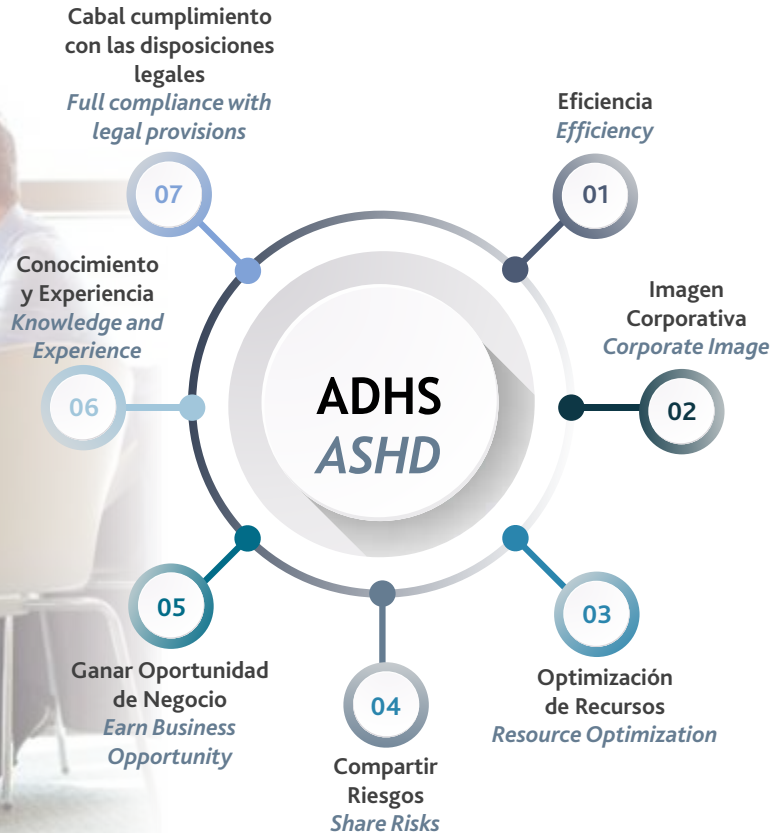 Cabal cumplimiento
con las disposiciones
legales
Full compliance with
legal provisions
07
Eficiencia
Efficiency
01
Imagen
Corporativa
Corporate Image
02
Conocimiento
y Experiencia
Knowledge and
Experience
06
ADHS
ASHD
05
Ganar Oportunidad
de Negocio
Earn Business
Opportunity
04
Compartir
Riesgos
Share Risks
03
Optimización
de Recursos
Resource Optimization